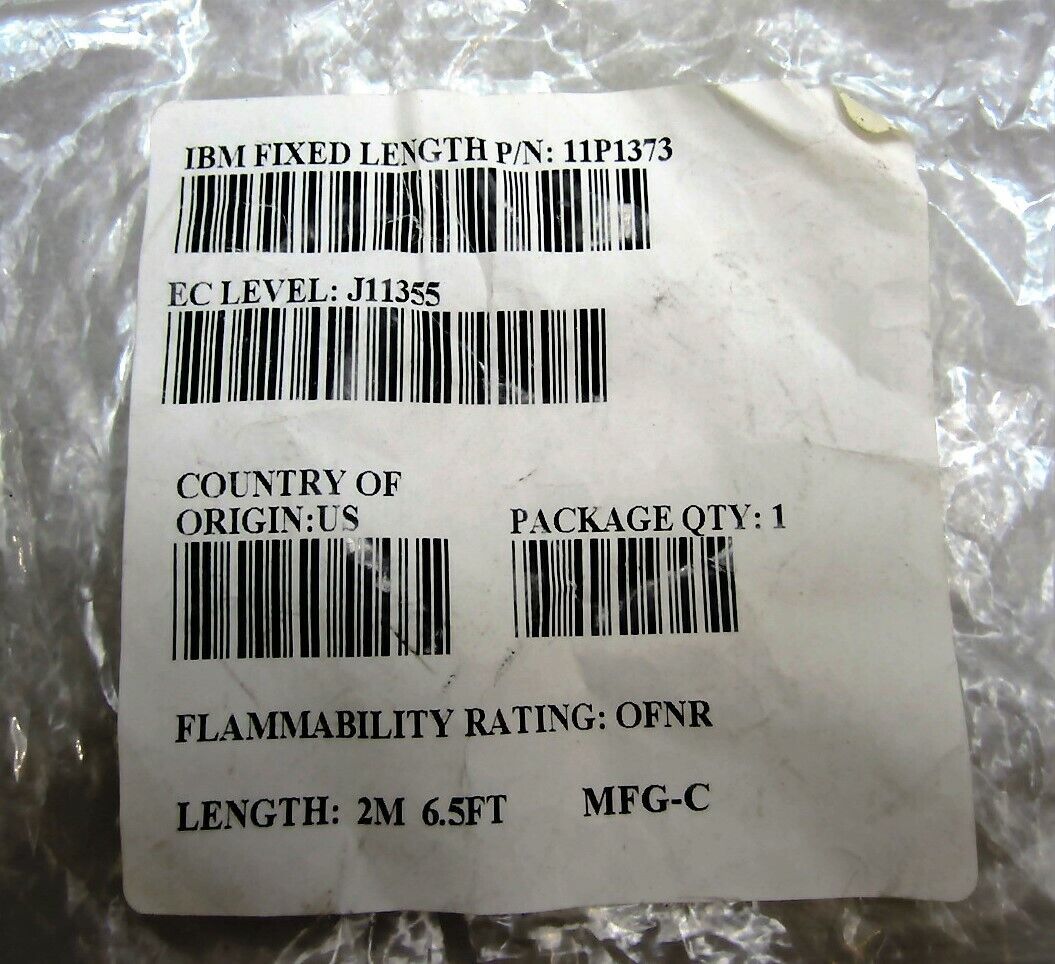 IBM FIXED LENGTH P/N: 11P1373
EC LEVEL: J11355
COUNTRY OF
ORIGIN:US
PACKAGE QTY: 1
FLAMMABILITY RATING: OFNR
LENGTH: 2M 6.5FT MFG-C